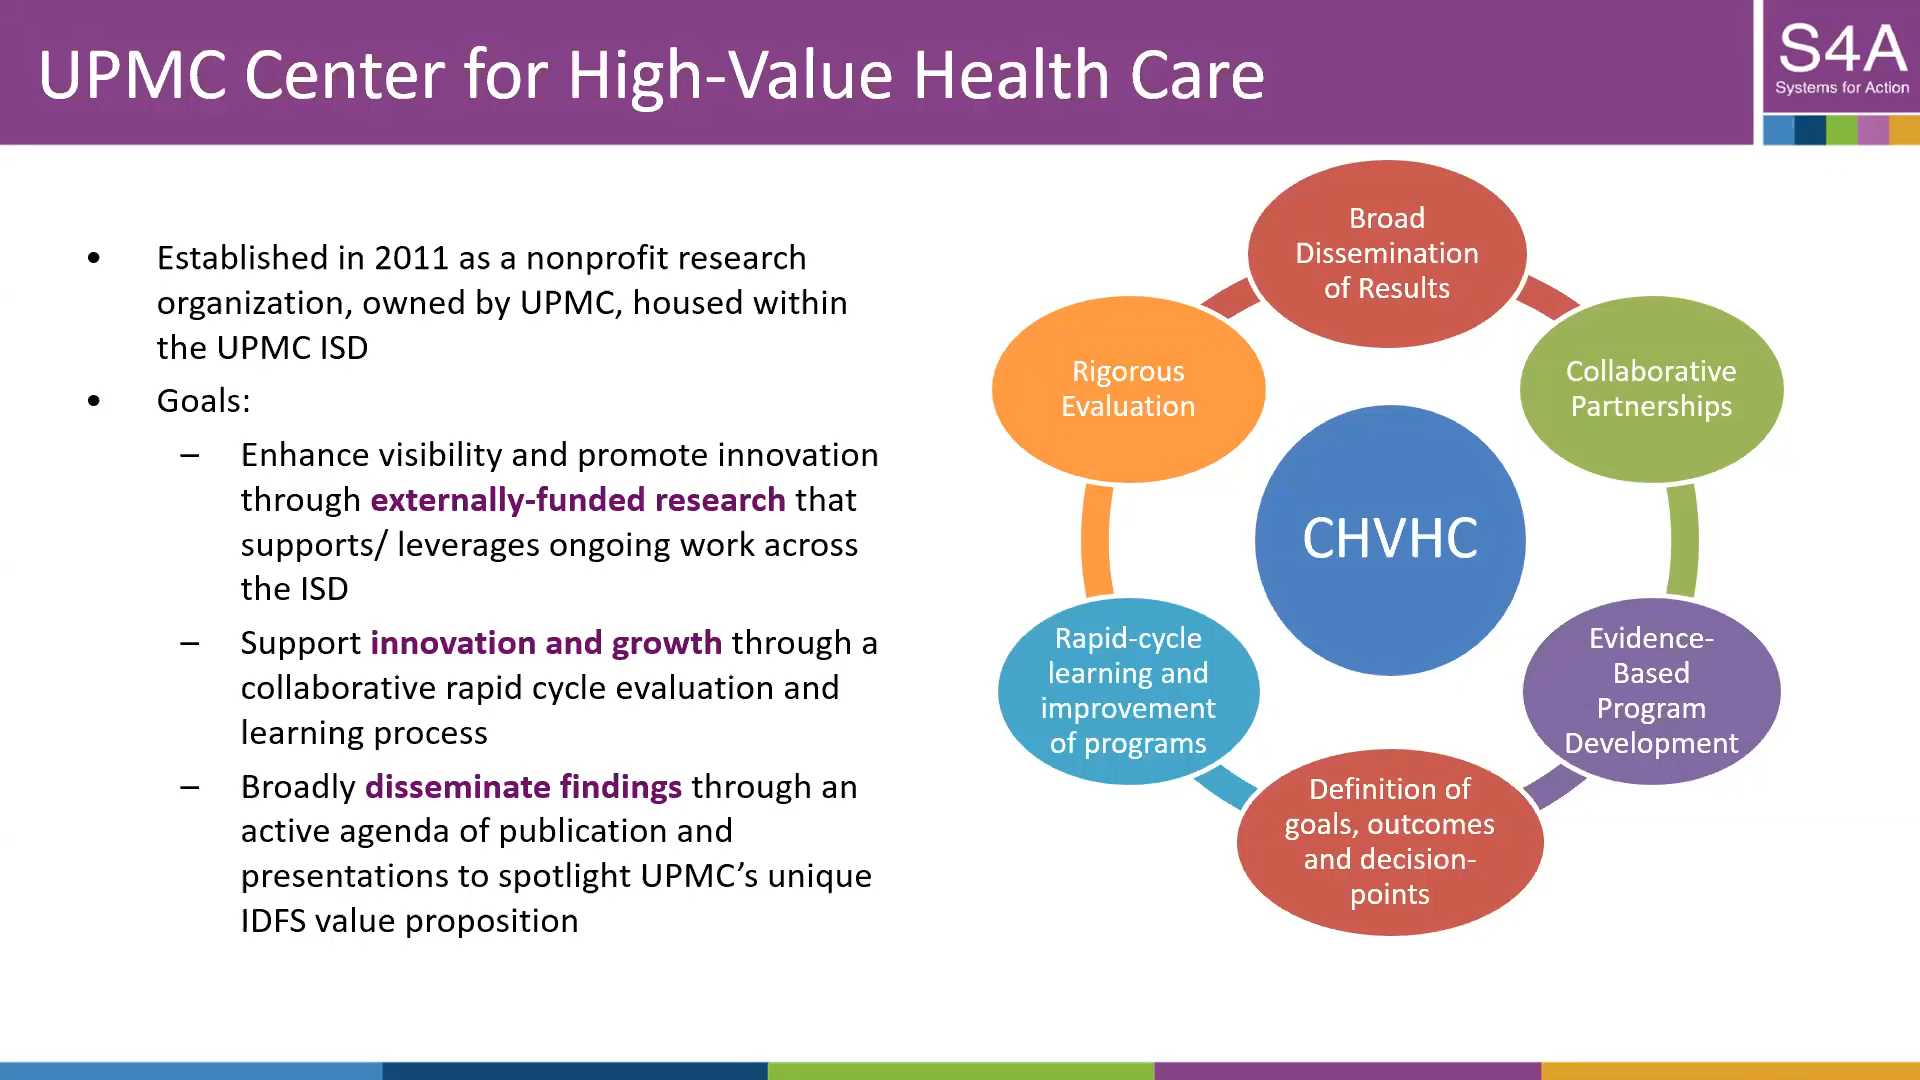 UPMC Center for High-Value Health Care
S4A
Systems for Action
• Established in 2011 as a nonprofit research
organization, owned by UPMC, housed within
the UPMC ISD
• Goals:
– Enhance visibility and promote innovation
through externally-funded research that
supports/ leverages ongoing work across
the ISD
– Support innovation and growth through a
collaborative rapid cycle evaluation and
learning process
– Broadly disseminate findings through an
active agenda of publication and
presentations to spotlight UPMC’s unique
IDFS value proposition
Broad
Dissemination
of Results
Collaborative
Partnerships
Evidence-
Based
Program
Development
Definition of
goals, outcomes
and decision-
points
Rapid-cycle
learning and
improvement
of programs
Rigorous
Evaluation
CHVHC